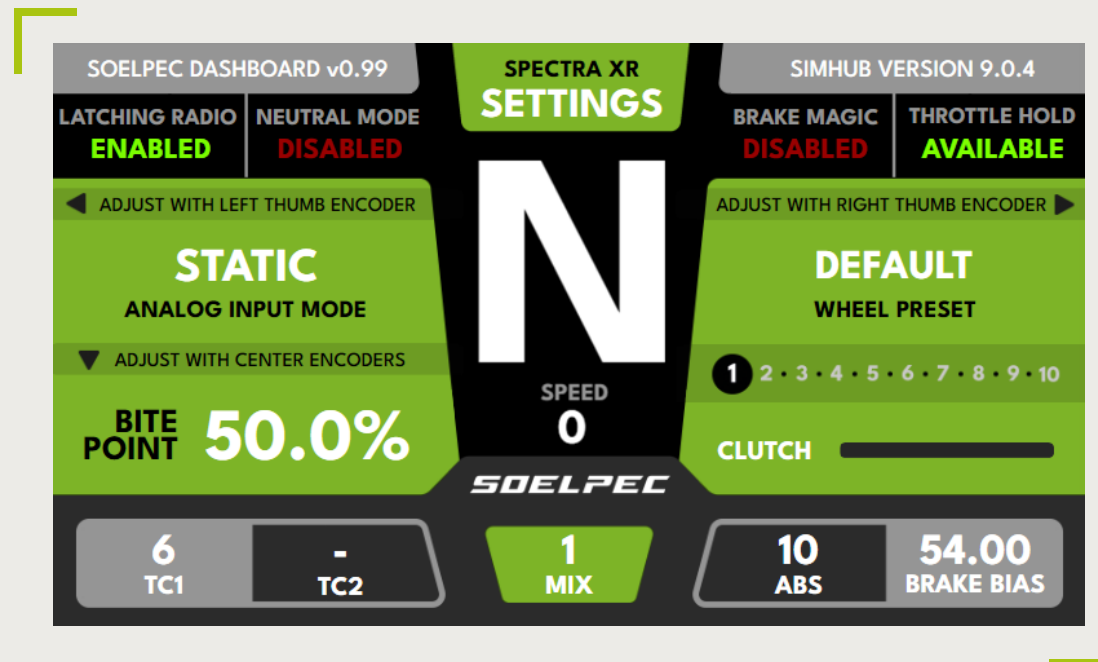 SOELPEC DASHBOARD v0.99
SPECTRA XR
SETTINGS
SIMHUB VERSION 9.0.4
LATCHING RADIO
ENABLED
NEUTRAL MODE
DISABLED
BRAKE MAGIC
DISABLED
THROTTLE HOLD
AVAILABLE
ADJUST WITH LEFT THUMB ENCODER
STATIC
ANALOG INPUT MODE
ADJUST WITH CENTER ENCODERS
BITE
POINT
50.0%
N
SPEED
0
SOELPEC
ADJUST WITH RIGHT THUMB ENCODER
DEFAULT
WHEEL PRESET
1 2 • 3 • 4 • 5 • 6 • 7 • 8 • 9 • 10
CLUTCH
6
TC1
-
TC2
1
MIX
10
ABS
54.00
BRAKE BIAS